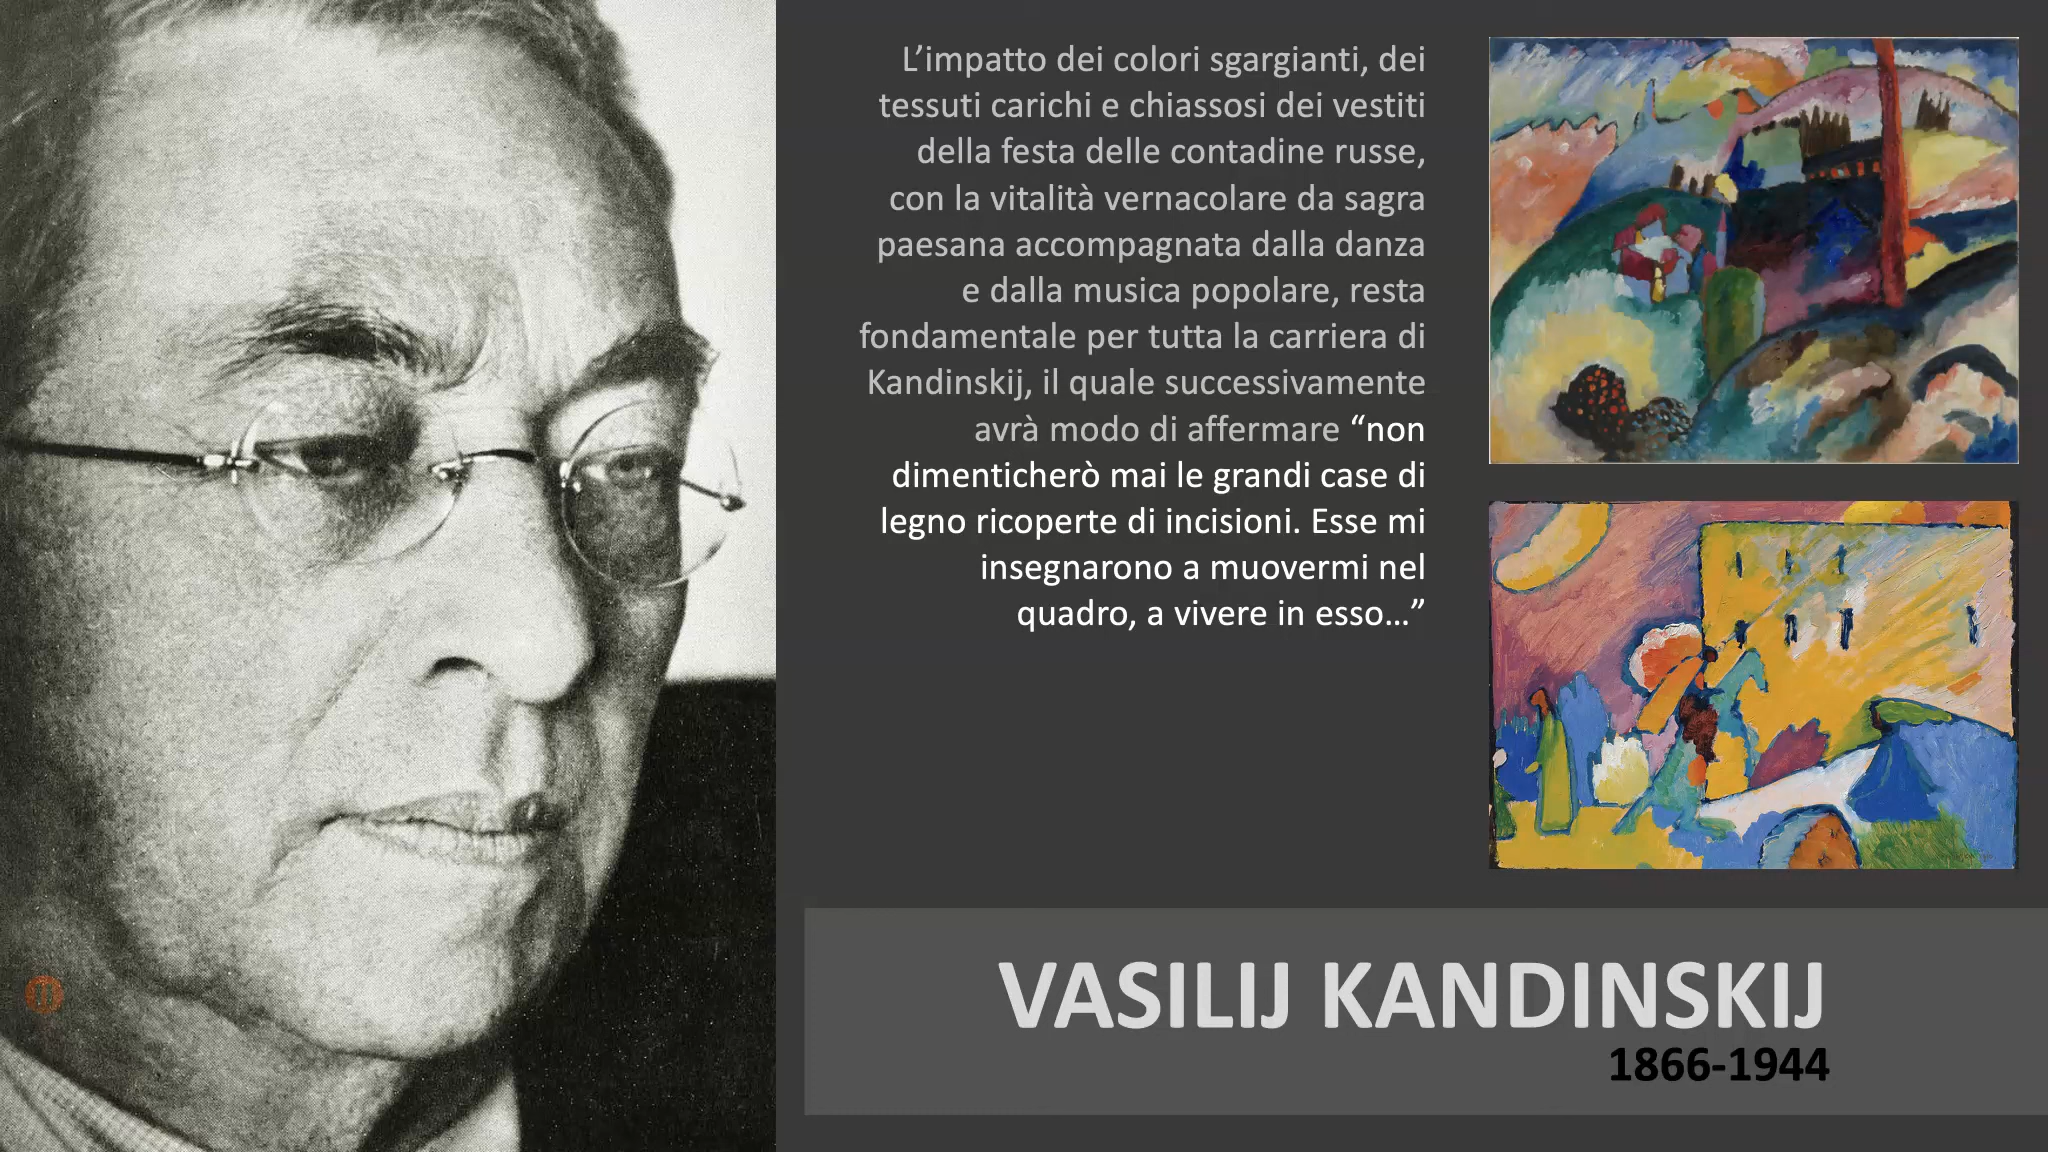 L’impatto dei colori sgargianti, dei
tessuti carichi e chiassosi dei vestiti
della festa delle contadine russe,
con la vitalità vernacolare da sagra
paesana accompagnata dalla danza
e dalla musica popolare, resta
fondamentale per tutta la carriera di
Kandinskij, il quale successivamente
avrà modo di affermare “non
dimenticherò mai le grandi case di
legno ricoperte di incisioni. Esse mi
insegnarono a muovermi nel
quadro, a vivere in esso…”
VASILIJ KANDINSKIJ
1866-1944